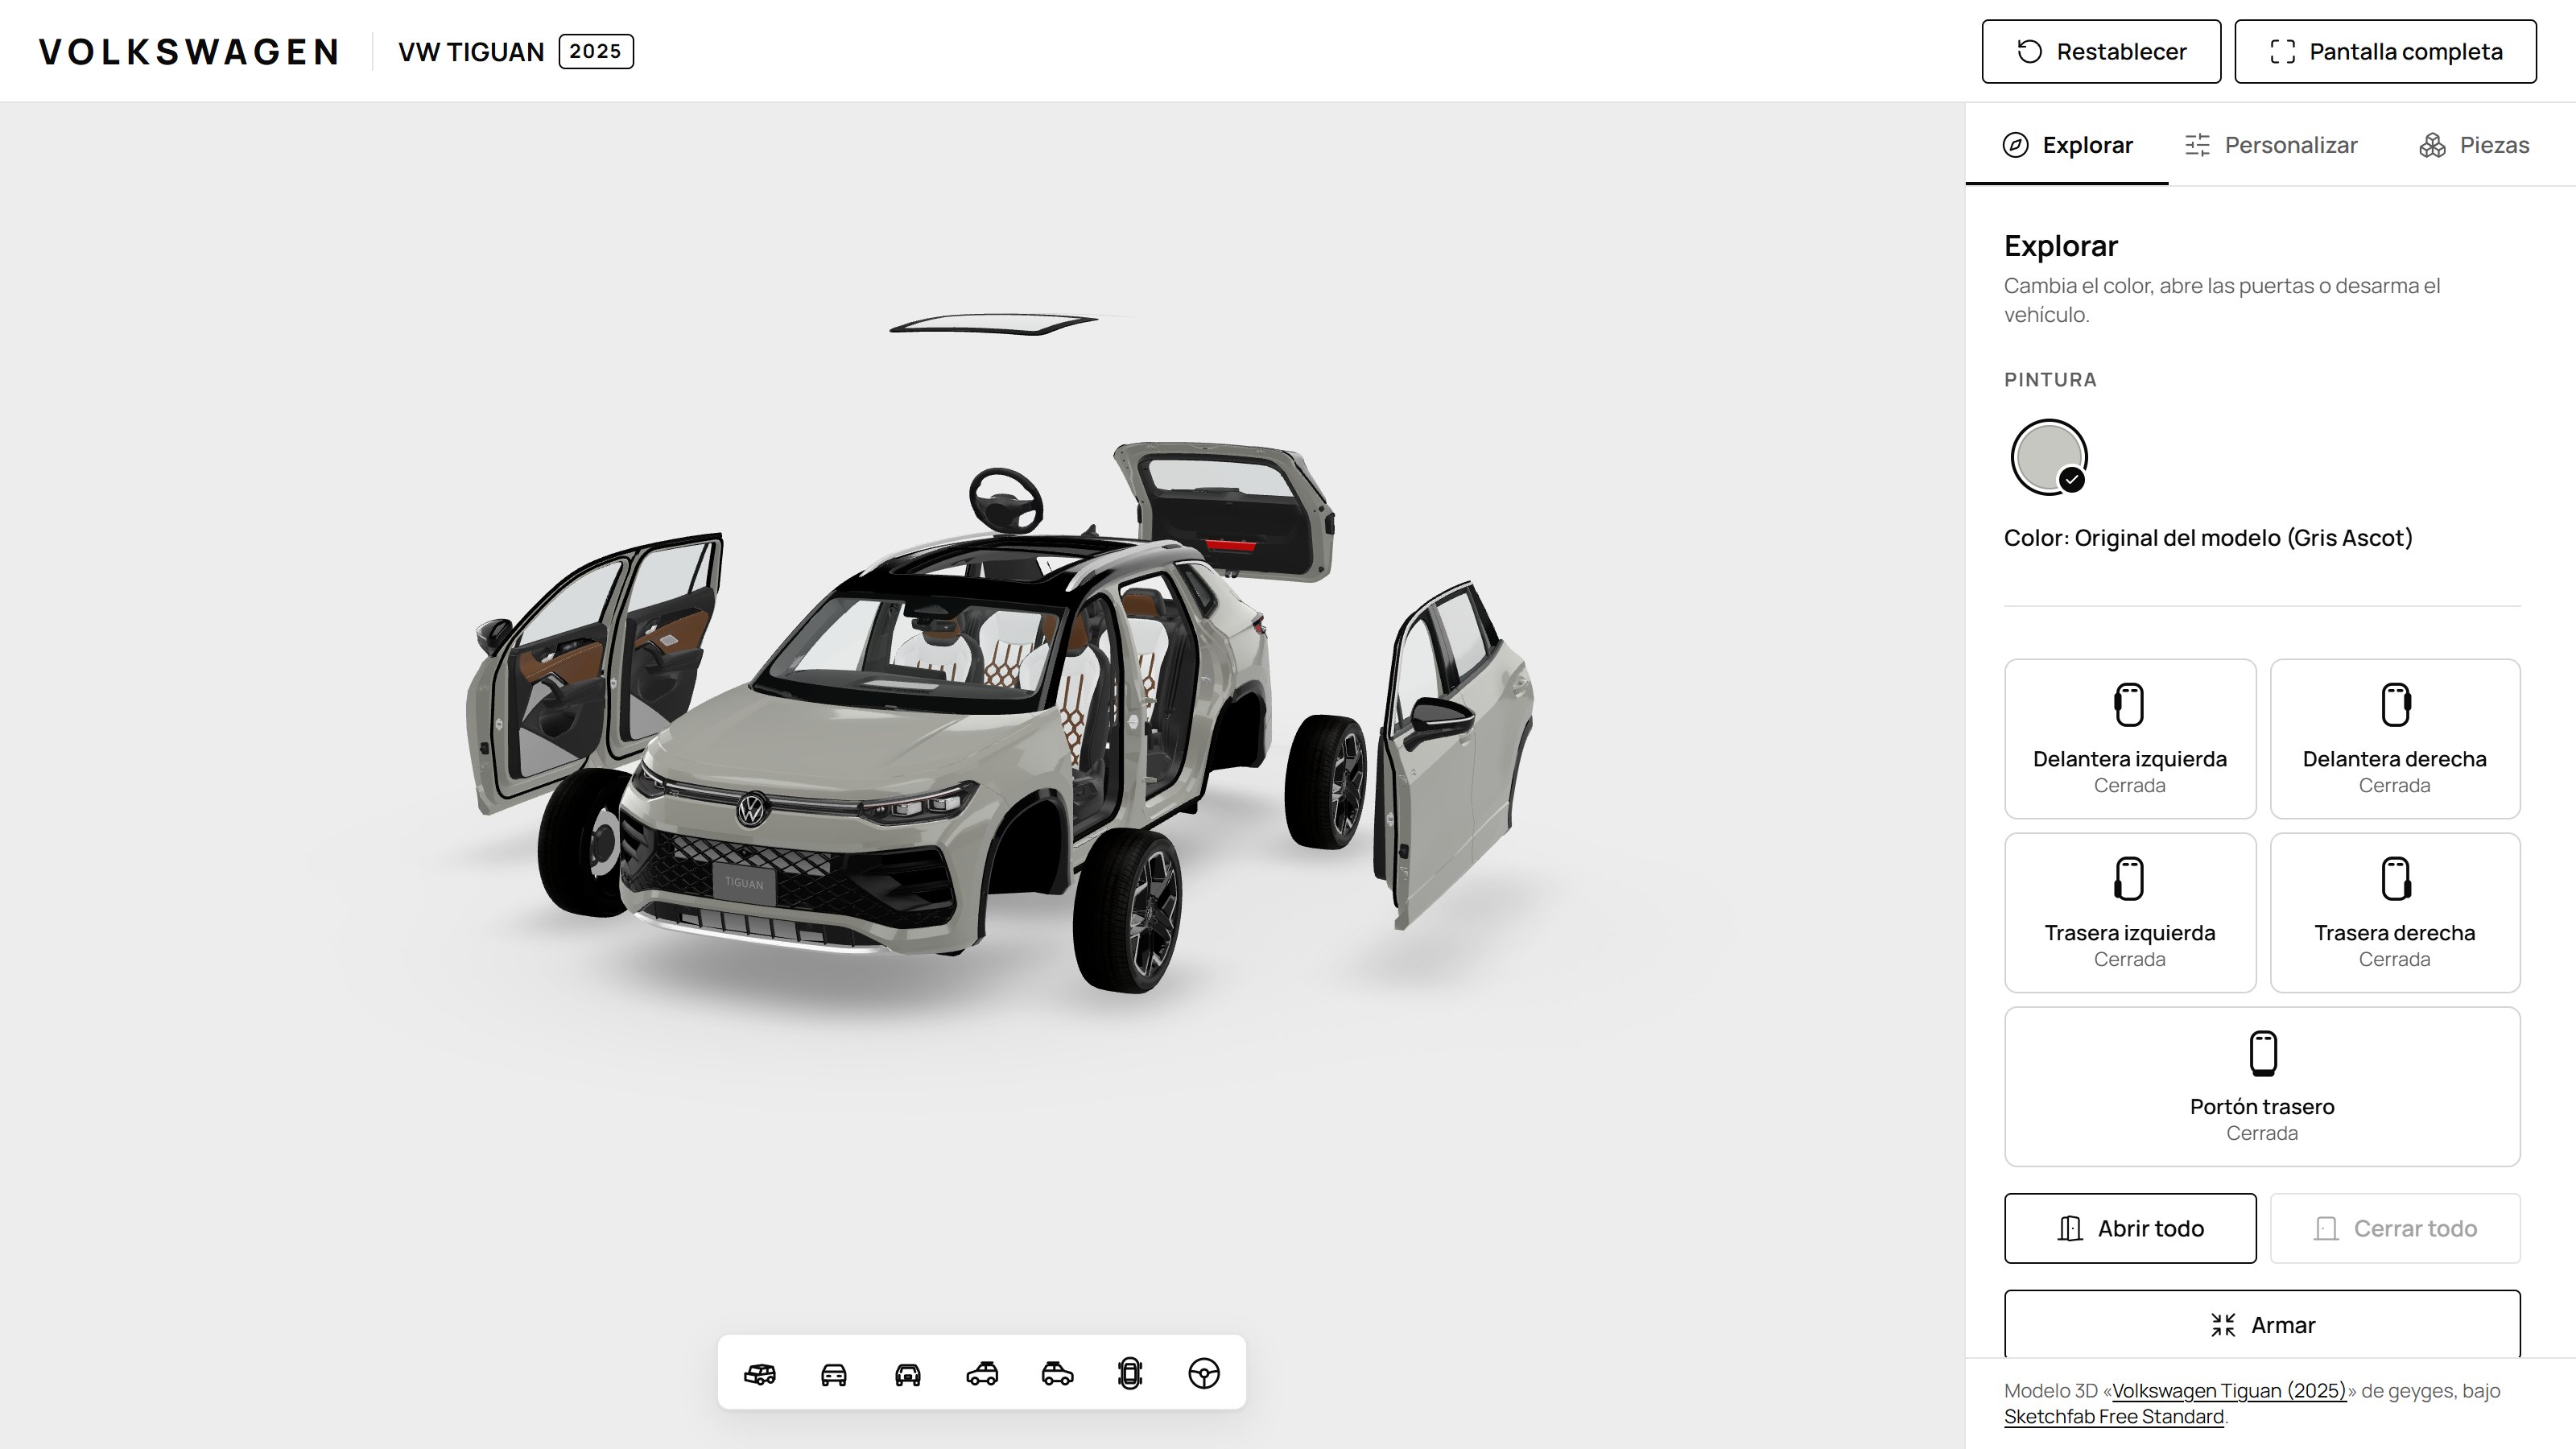 VOLKSWAGEN
VW TIGUAN
2025
Restablecer
Pantalla completa
Explorar
Personalizar
Piezas
Explorar
Cambia el color, abre las puertas o desarma el
vehículo.
PINTURA
Color: Original del modelo (Gris Ascot)
Delantera izquierda
Cerrada
Delantera derecha
Cerrada
Trasera izquierda
Cerrada
Trasera derecha
Cerrada
Portón trasero
Cerrada
Abrir todo
Cerrar todo
Armar
TIGUAN
Modelo 3D «Volkswagen Tiguan (2025)» de geyges, bajo
Sketchfab Free Standard.